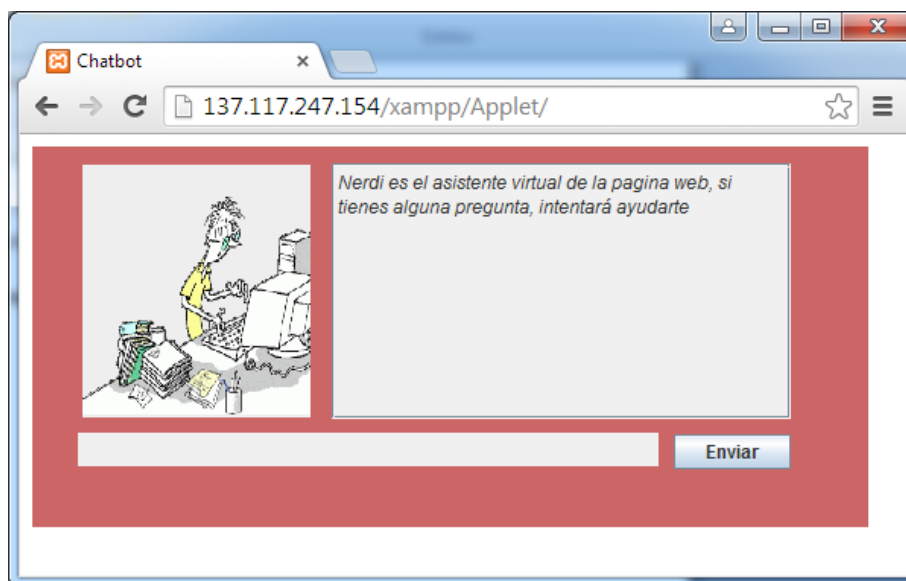 Chatbot
137.117.247.154/xampp/Applet/
Nerdi es el asistente virtual de la pagina web, si
tienes alguna pregunta, intentará ayudarte
Enviar